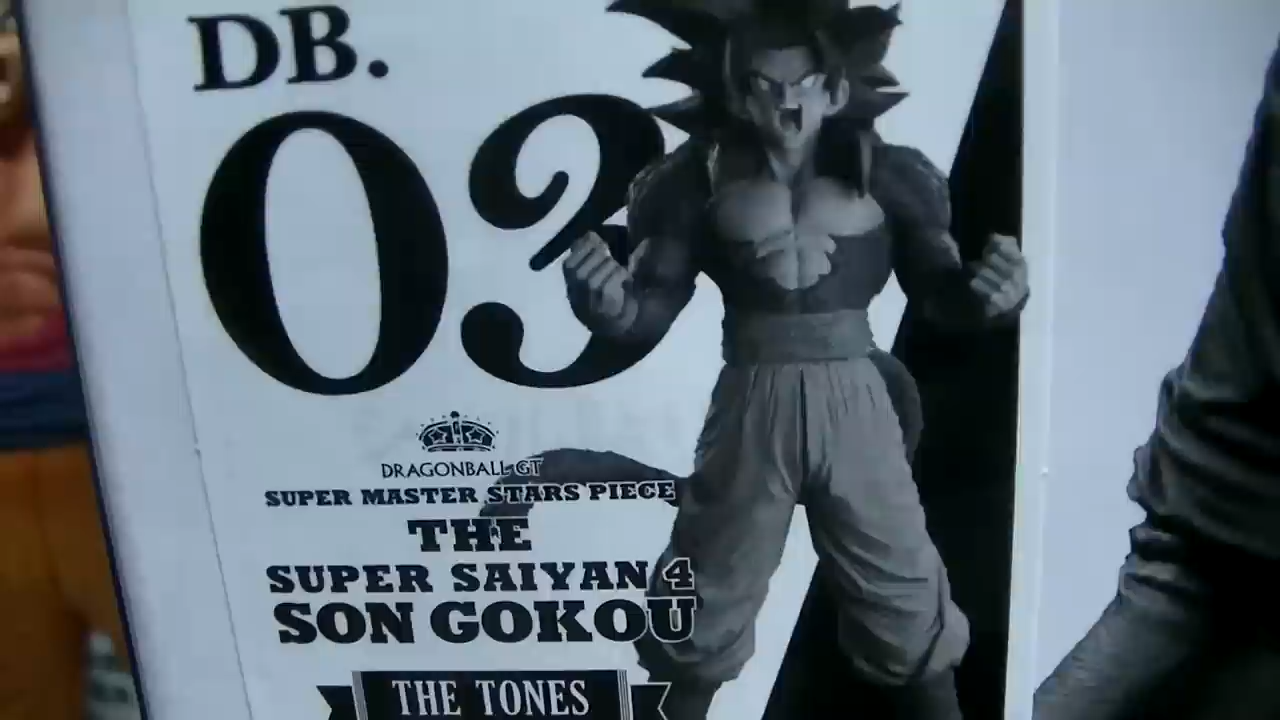 DB.
03
DRAGONBALL GT
SUPER MASTER STARS PIECE
THE
SUPER SAIYAN 4
SON GOKOU
THE TONES